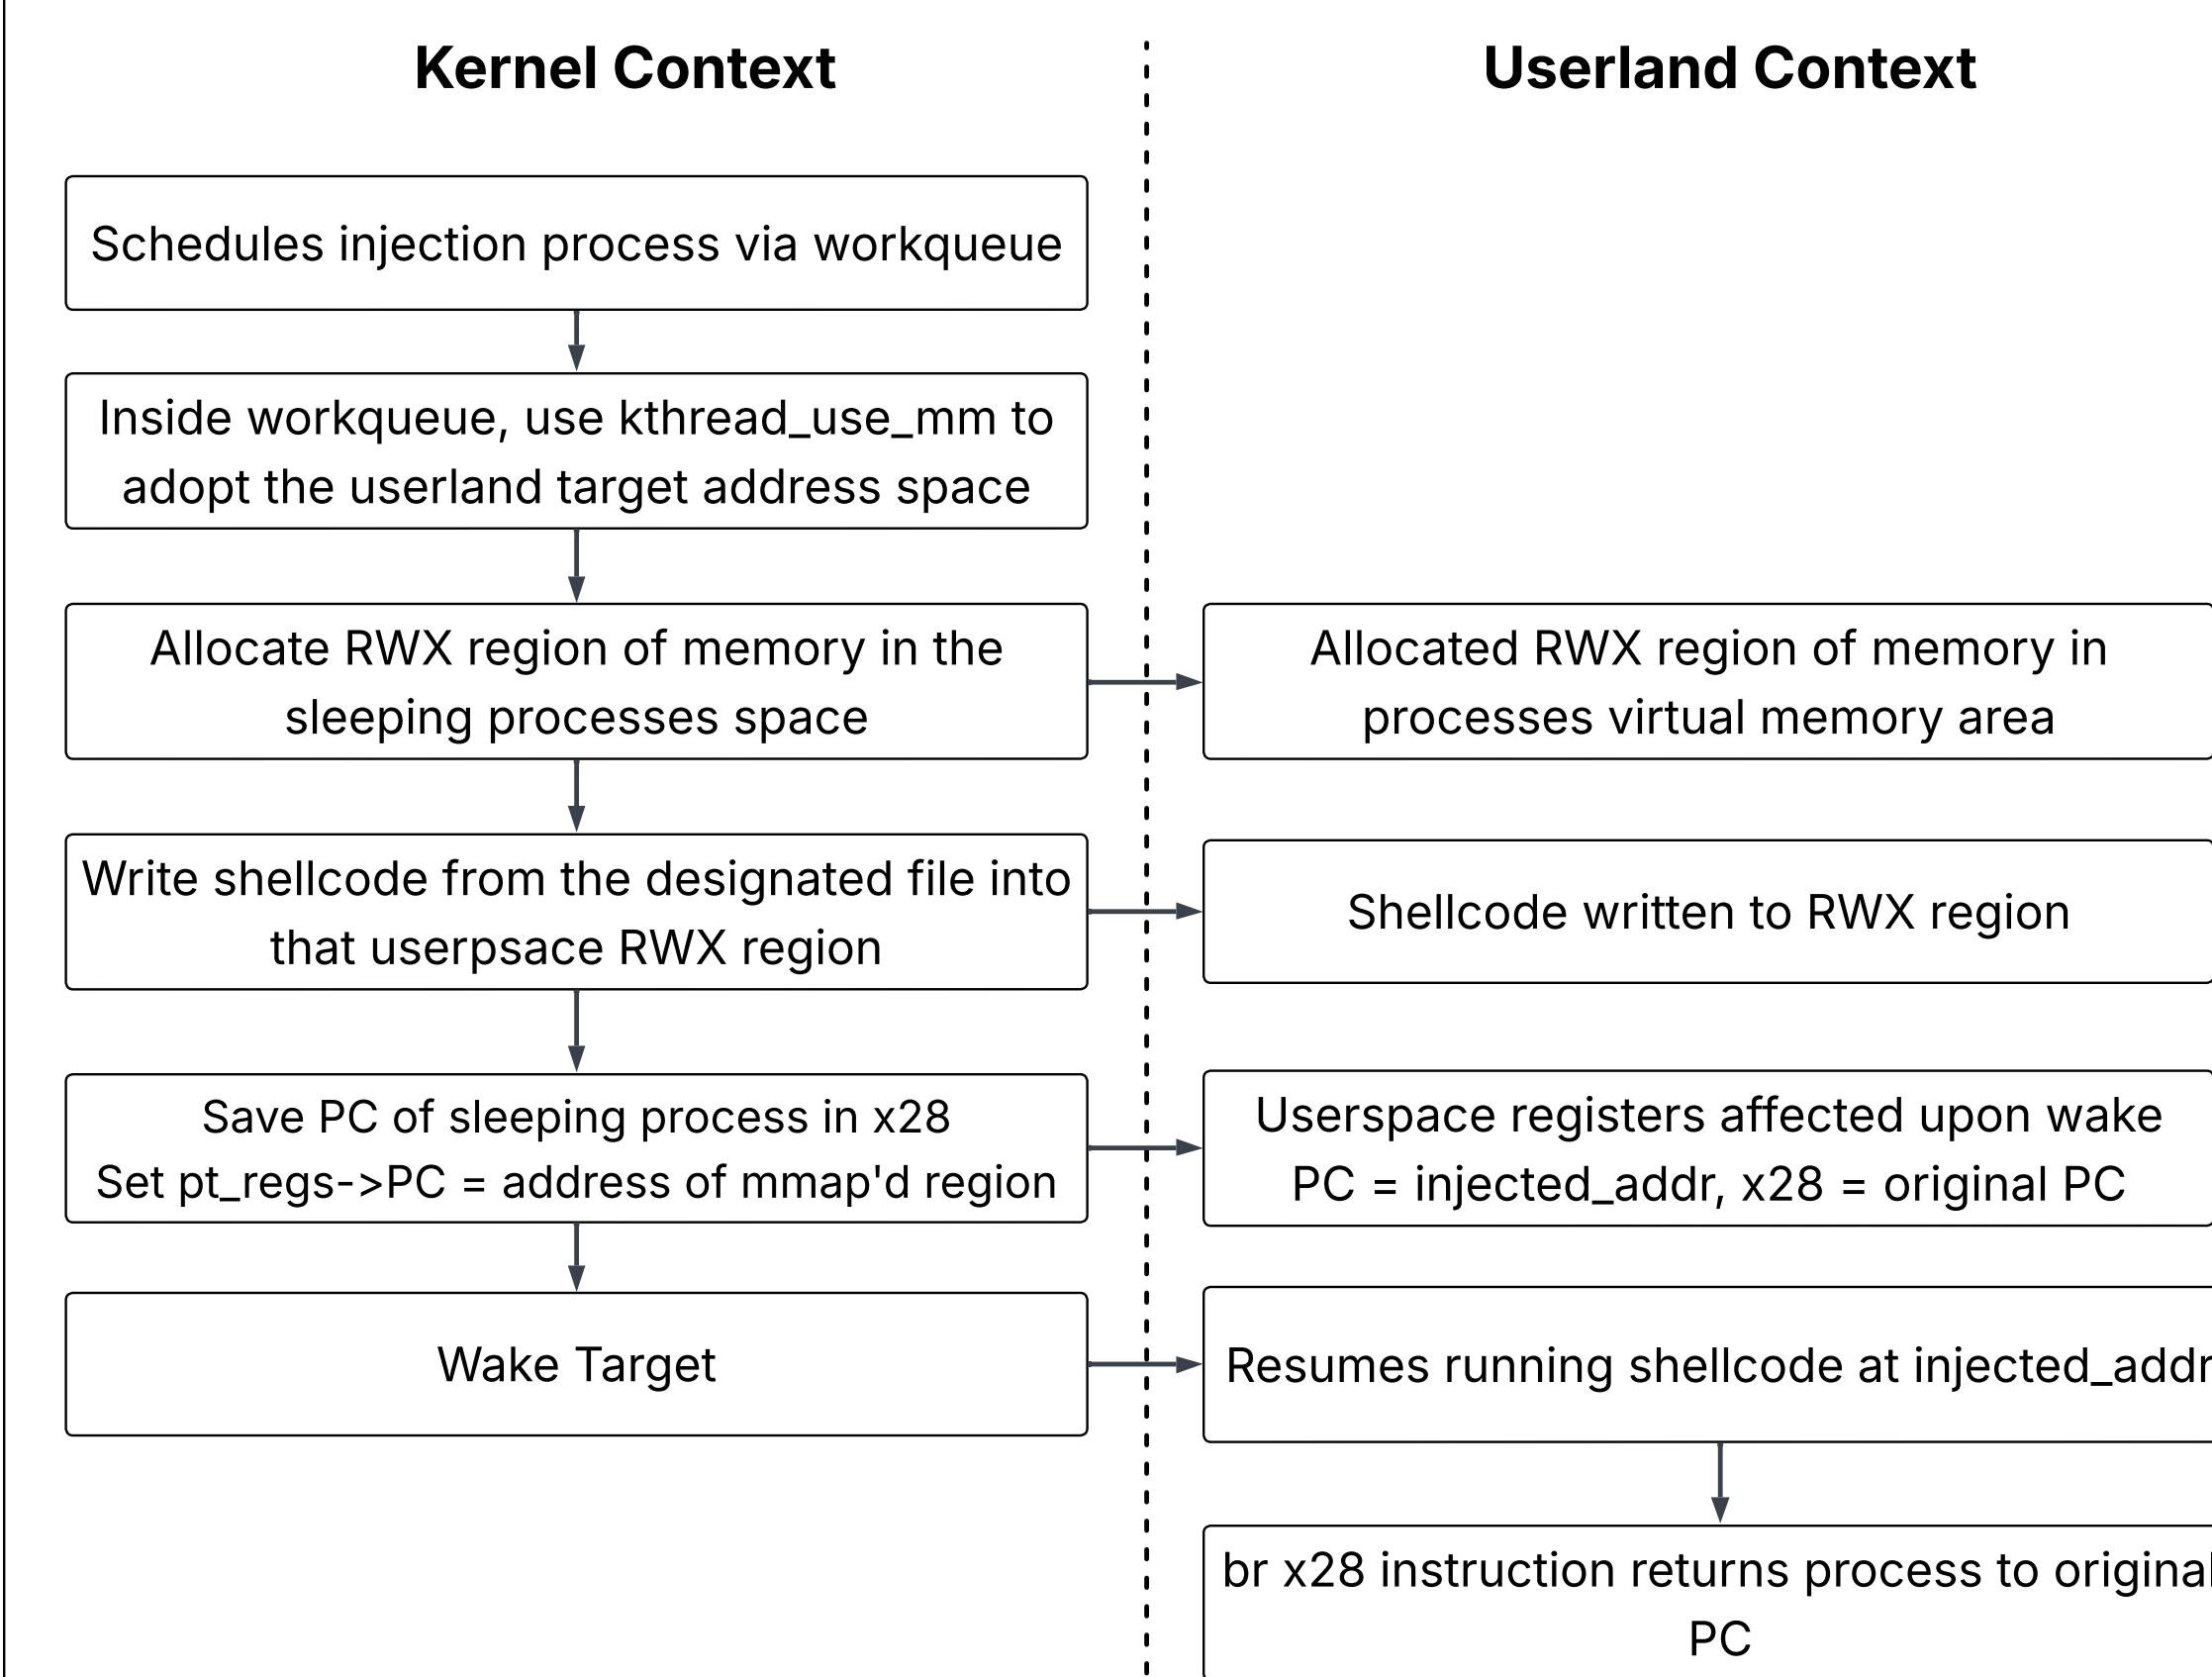 Kernel Context
Userland Context
Schedules injection process via workqueue
Inside workqueue, use kthread_use_mm to
adopt the userland target address space
Allocate RWX region of memory in the
sleeping processes space
Allocated RWX region of memory in
processes virtual memory area
Write shellcode from the designated file into
that userpsace RWX region
Shellcode written to RWX region
Save PC of sleeping process in x28
Set pt_regs->PC = address of mmap'd region
Userspace registers affected upon wake
PC = injected_addr, x28 = original PC
Wake Target
Resumes running shellcode at injected_addr
br x28 instruction returns process to original
PC